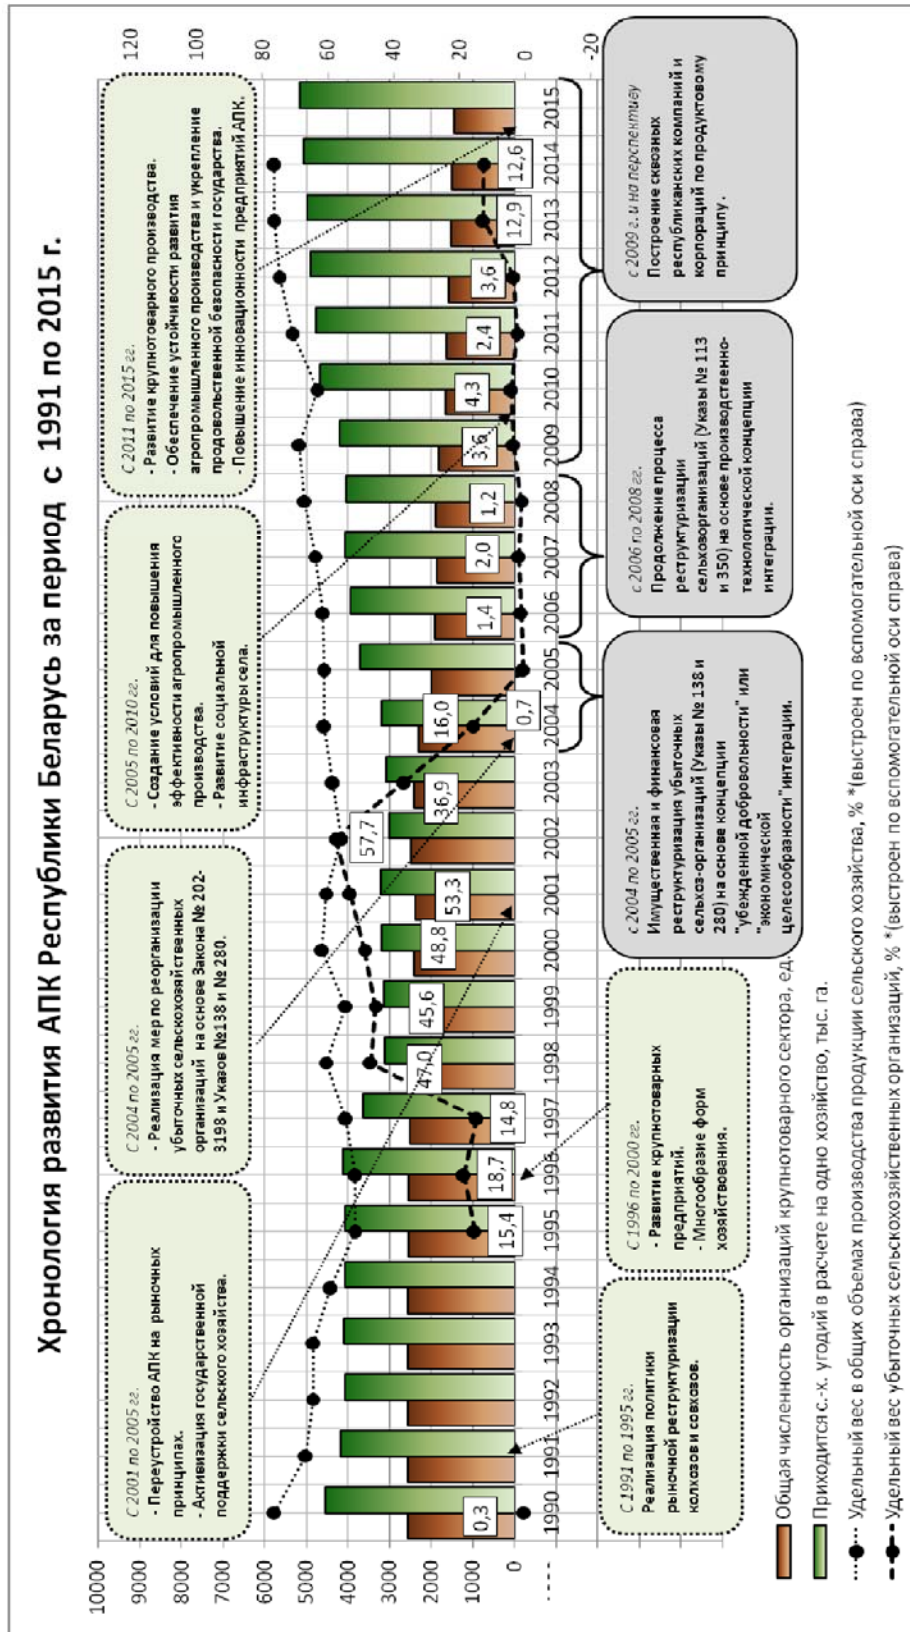 Хронология развития АПК Республики Беларусь за период с 1991 по 2015 г.
С 2001 по 2005 гг.
- Переустройство АПК на рыночных
принципах.
- Активизация государственной
поддержки сельского хозяйства.
С 2004 по 2005 гг.
- Реализация мер по реорганизации
убыточных сельскохозяйственных
организаций на основе Закона № 202-
3198 и Указов №138 и № 280.
С 2005 по 2010 гг.
- Создание условий для повышения
эффективности агропромышленного
производства.
- Развитие социальной
инфраструктуры села.
С 2011 по 2015 гг.
- Развитие крупнотоварного производства.
- Обеспечение устойчивости развития
агропромышленного производства и укрепление
продовольственной безопасности государства.
- Повышение инновационности предприятий АПК.
10000
9000
8000
7000
6000
5000
4000
3000
2000
1000
0
----
120
100
80
60
40
20
0
-20
0,3
15,4
18,7
14,8
47,0
45,6
48,8
53,3
57,7
36,9
16,0
0,7
1,4
2,0
1,2
3,6
4,3
2,4
3,6
12,9
12,6
1990
1991
1992
1993
1994
1995
1996
1997
1998
1999
2000
2001
2002
2003
2004
2005
2006
2007
2008
2009
2010
2011
2012
2013
2014
2015
С 1991 по 1995 гг.
Реализация политики
рыночной реструктуризации
колхозов и совхозов.
С 1996 по 2000 гг.
- Развитие крупнотоварных
предприятий.
- Многообразие форм
хозяйствования.
с 2004 по 2005 гг.
Имущественная и финансовая
реструктуризация убыточных
сельхоз-организаций (Указы № 138 и
280) на основе концепции
"убежденной добровольности" или
"экономической
целесообразности"интеграции.
с 2006 по 2008 гг.
Продолжение процесса
реструктуризации
сельхозорганизаций (Указы № 113
и 350) на основе производственно-
технологической концепции
интеграции.
с 2009 г. и на перспективу
Построение сквозных
республиканских компаний и
корпораций по продуктовому
принципу.
Общая численность организаций крупнотоварного сектора, ед.
Приходится с.-х. угодий в расчете на одно хозяйство, тыс. га.
Удельный вес в общих объемах производства продукции сельского хозяйства, % *(выстроен по вспомогательной оси справа)
Удельный вес убыточных сельскохозяйственных организаций, % *(выстроен по вспомогательной оси справа)